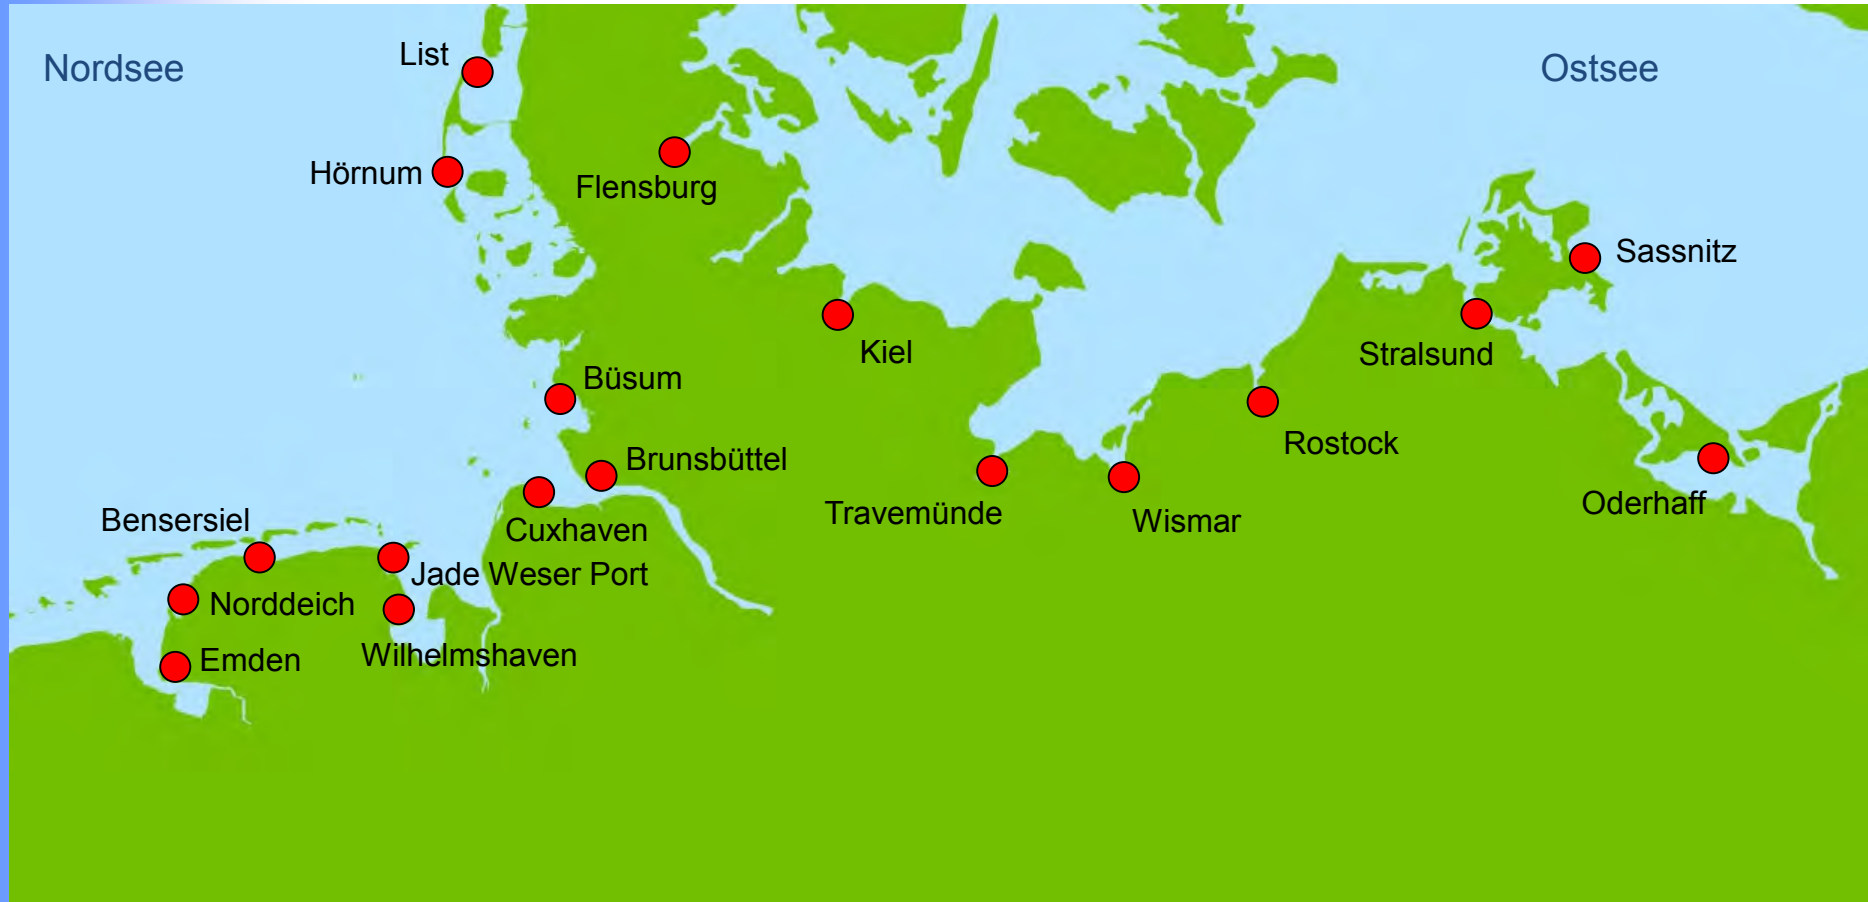 Nordsee
List
Ostsee
Hörnum
Flensburg
Sassnitz
Kiel
Stralsund
Büsum
Rostock
Brunsbüttel
Oderhaff
Travemünde
Wismar
Bensersiel
Cuxhaven
Jade Weser Port
Norddeich
Wilhelmshaven
Emden